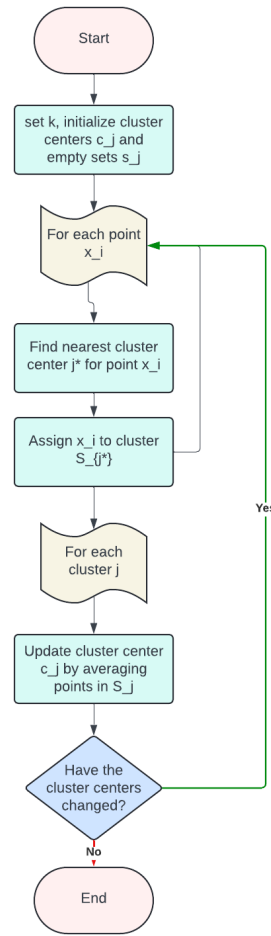 Start
set k, initialize cluster
centers c_j and
empty sets s_j
For each point
x_i
Find nearest cluster
center j* for point x_i
Assign x_i to cluster
S_{j*}
For each
cluster j
Update cluster center
c_j by averaging
points in S_j
Have the
cluster centers
changed?
Yes
No
End